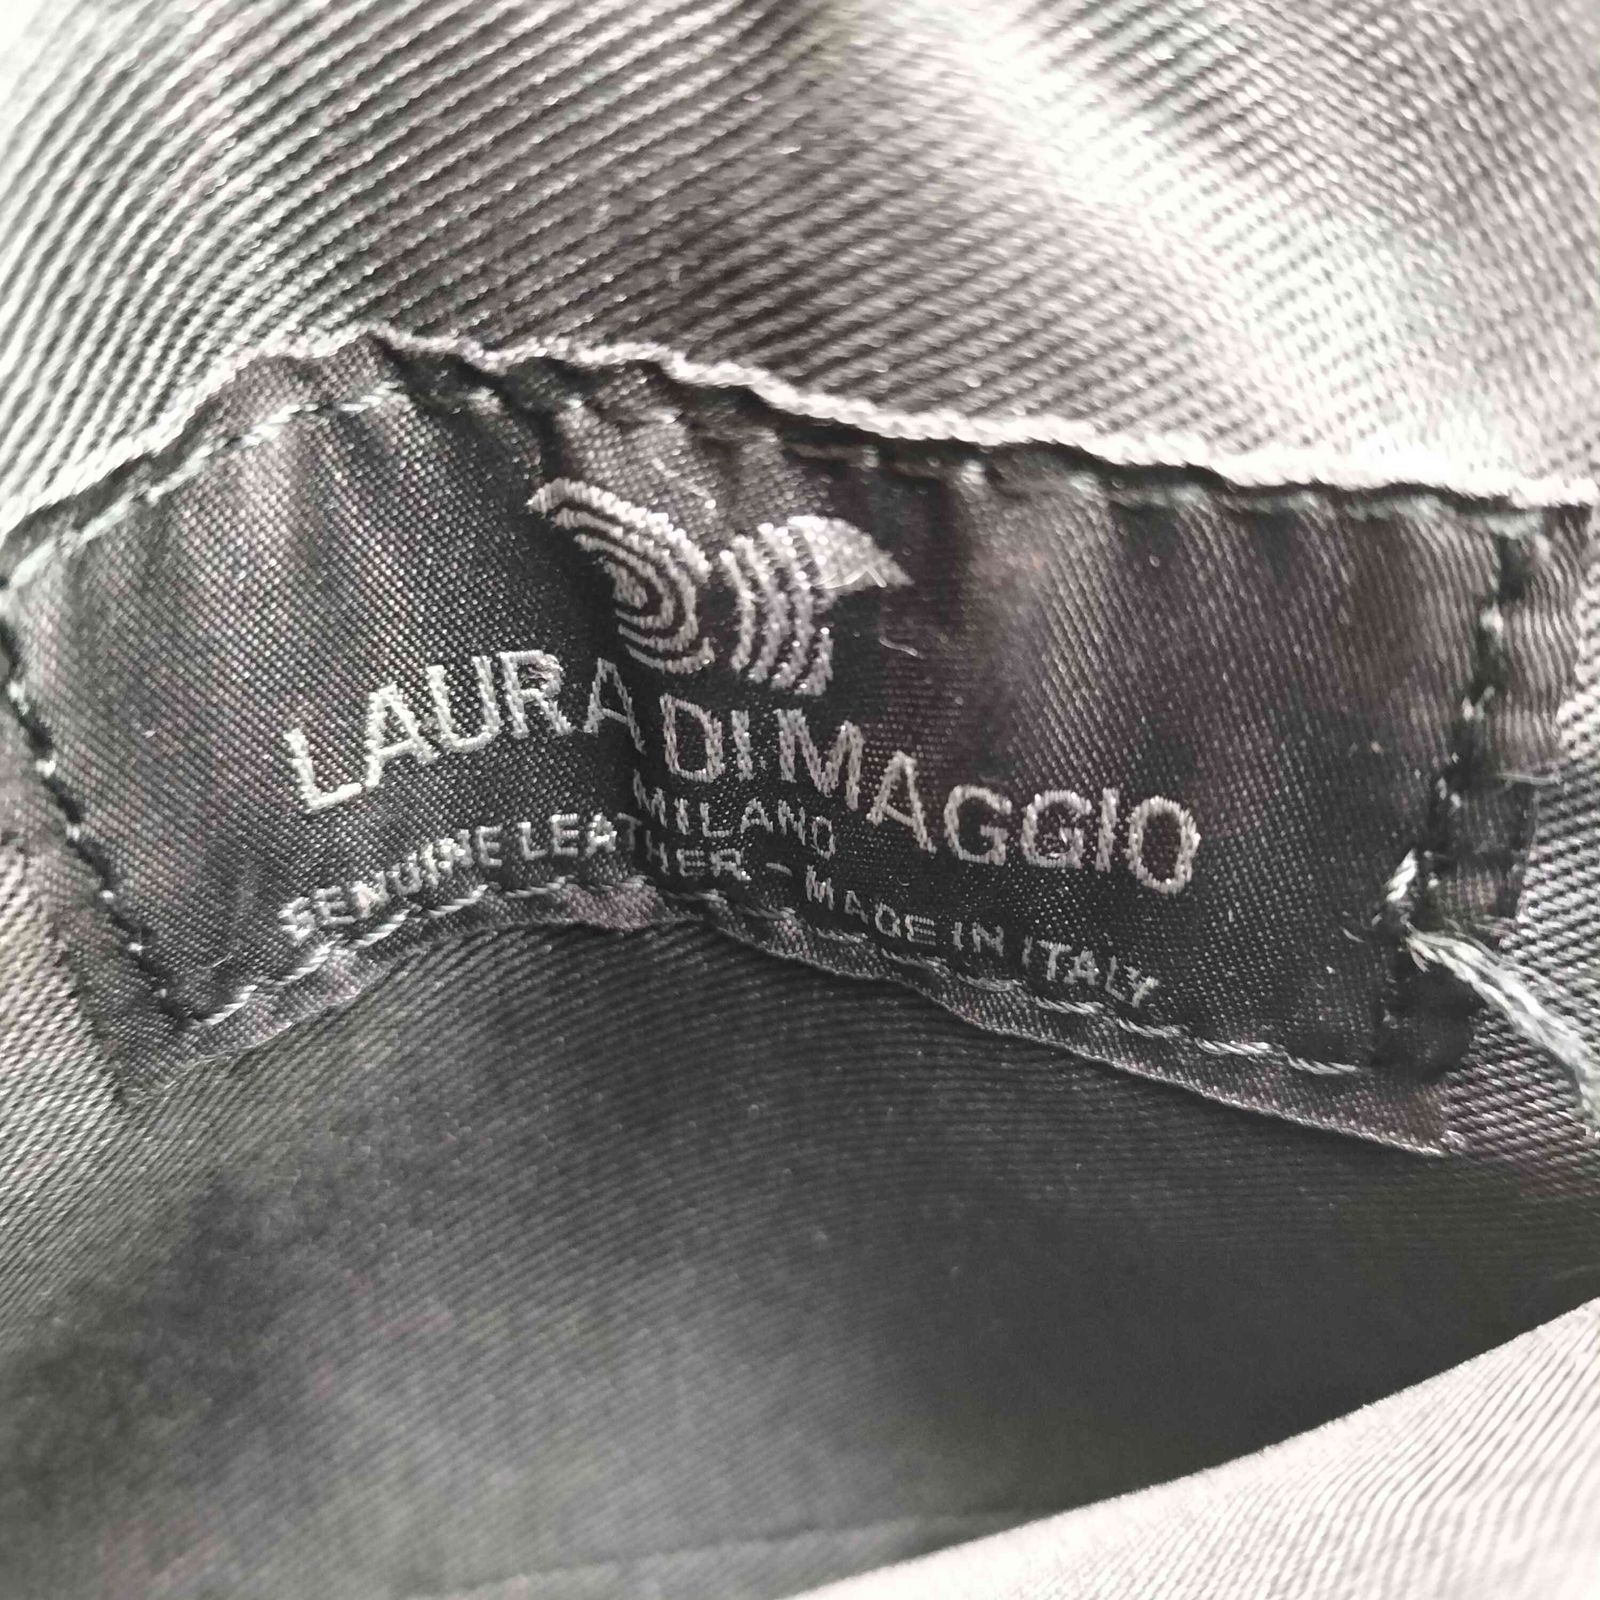 LAURA DI MAGGIO
MILANO
GENUINE LEATHER - MADE IN ITALY